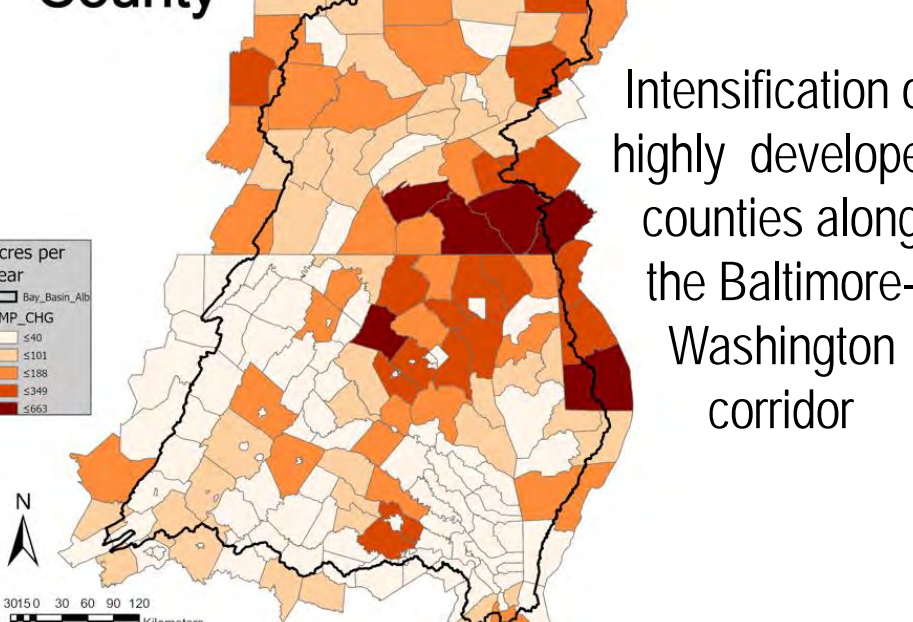 County
Intensification o
highly develope
counties along
the Baltimore-
Washington
corridor
cres per
ear
Bay_Basin_Alb
MP_CHG
≤40
≤101
≤188
≤349
≤663
N
30150 30 60 90 120
Kilometers